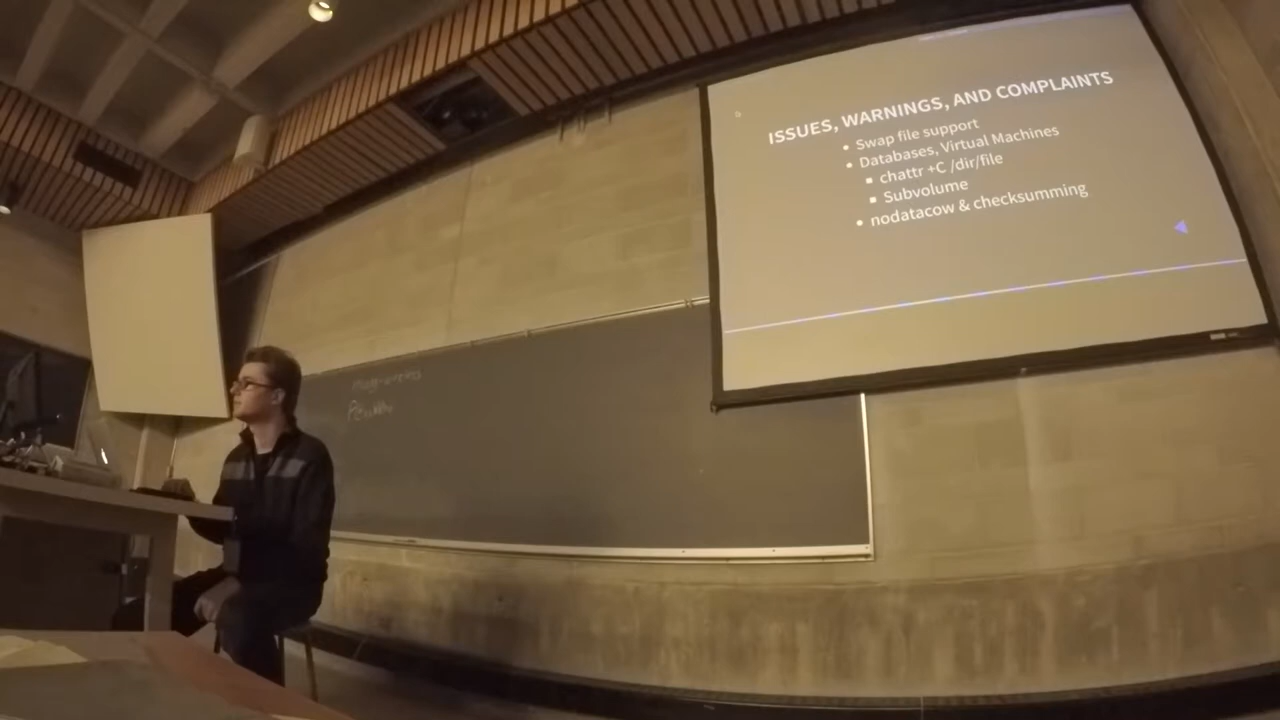 ISSUES, WARNINGS, AND COMPLAINTS
Swap file support
Databases, Virtual Machines
chattr +C /dir/file
Subvolume
nodatacow & checksumming